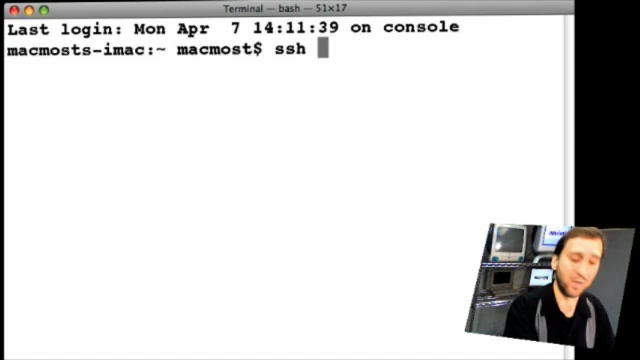 Terminal — bash — 51×17
Last login: Mon Apr  7 14:11:39 on console
macmosts-imac:~ macmost$ ssh